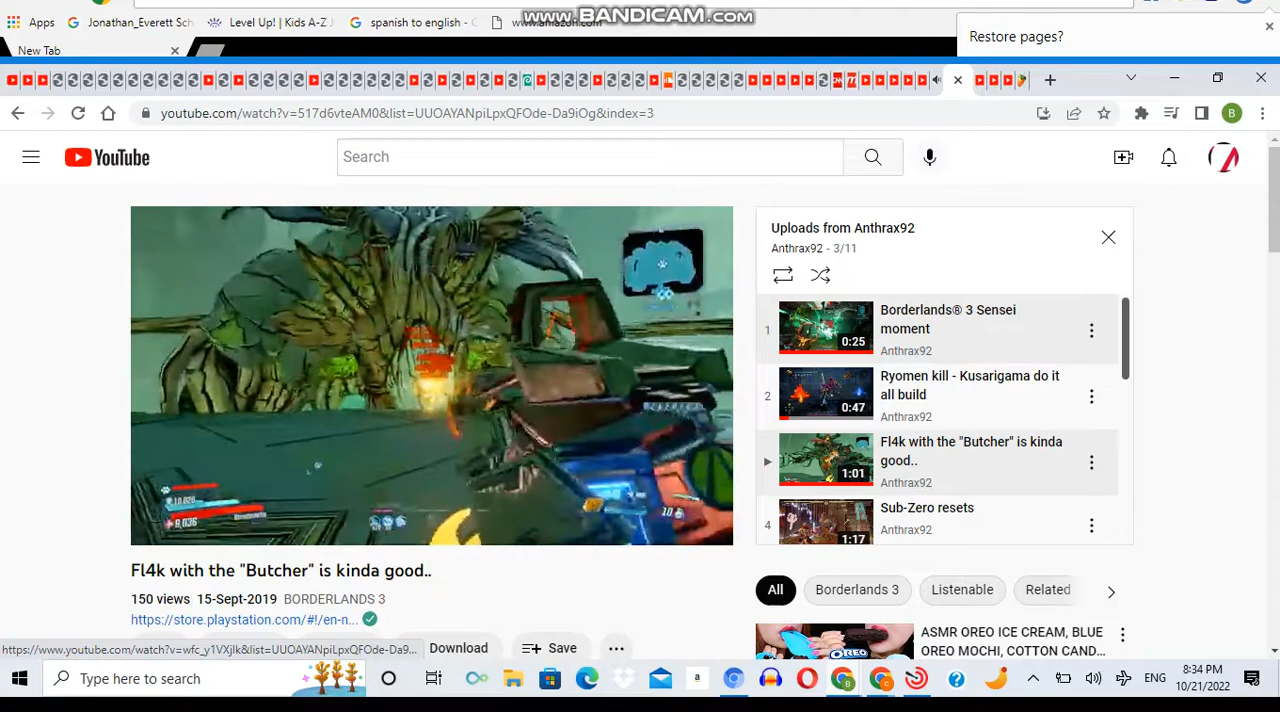 www.BANDICAM.com
Apps
Jonathan_Everett Sch
Level Up! | Kids A-Z J
spanish to english - G
www.amazon.com
New Tab
Restore pages?
youtube.com/watch?v=517d6vteAM0&list=UUOAYANpiLpxQFOde-Da9iOg&index=3
B
YouTube
Search
Uploads from Anthrax92
Anthrax92 - 3/11
1
Borderlands® 3 Sensei
moment
0:25
Anthrax92
2
Ryomen kill - Kusarigama do it
all build
0:47
Anthrax92
Fl4k with the "Butcher" is kinda
good..
1:01
Anthrax92
4
Sub-Zero resets
Anthrax92
1:17
Fl4k with the "Butcher" is kinda good..
150 views 15-Sept-2019 BORDERLANDS 3
https://store.playstation.com/#!/en-n...
All
Borderlands 3
Listenable
Related
ASMR OREO ICE CREAM, BLUE
OREO MOCHI, COTTON CAND...
OREO
https://www.youtube.com/watch?v=wfc_y1VXjlk&list=UUOAYANpiLpxQFOde-Da9...
Download
Save
Type here to search
ENG
8:34 PM
10/21/2022